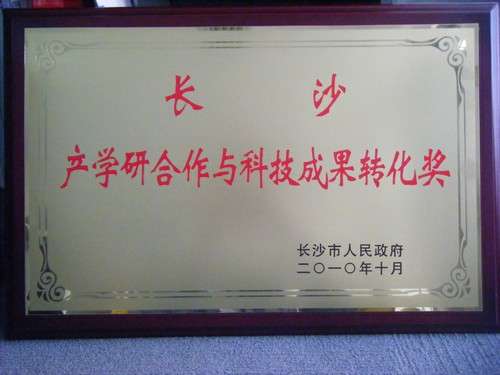 长 沙
产学研合作与科技成果转化奖
长沙市人民政府
二〇一〇年十月